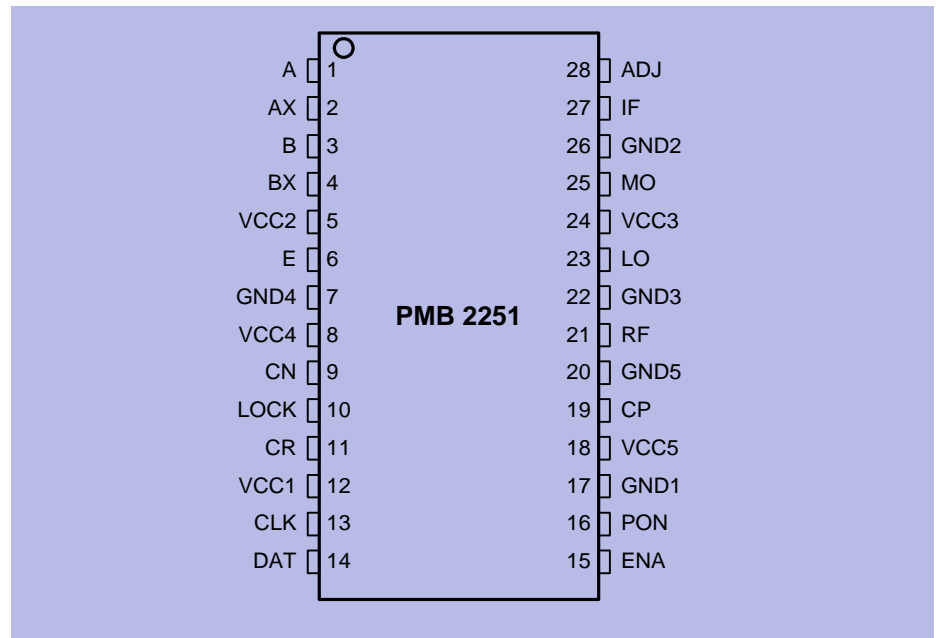 A 1 28 ADJ
AX 2 27 IF
B 3 26 GND2
BX 4 25 MO
VCC2 5 24 VCC3
E 6 23 LO
GND4 7 22 GND3
PMB 2251
VCC4 8 21 RF
CN 9 20 GND5
LOCK 10 19 CP
CR 11 18 VCC5
VCC1 12 17 GND1
CLK 13 16 PON
DAT 14 15 ENA